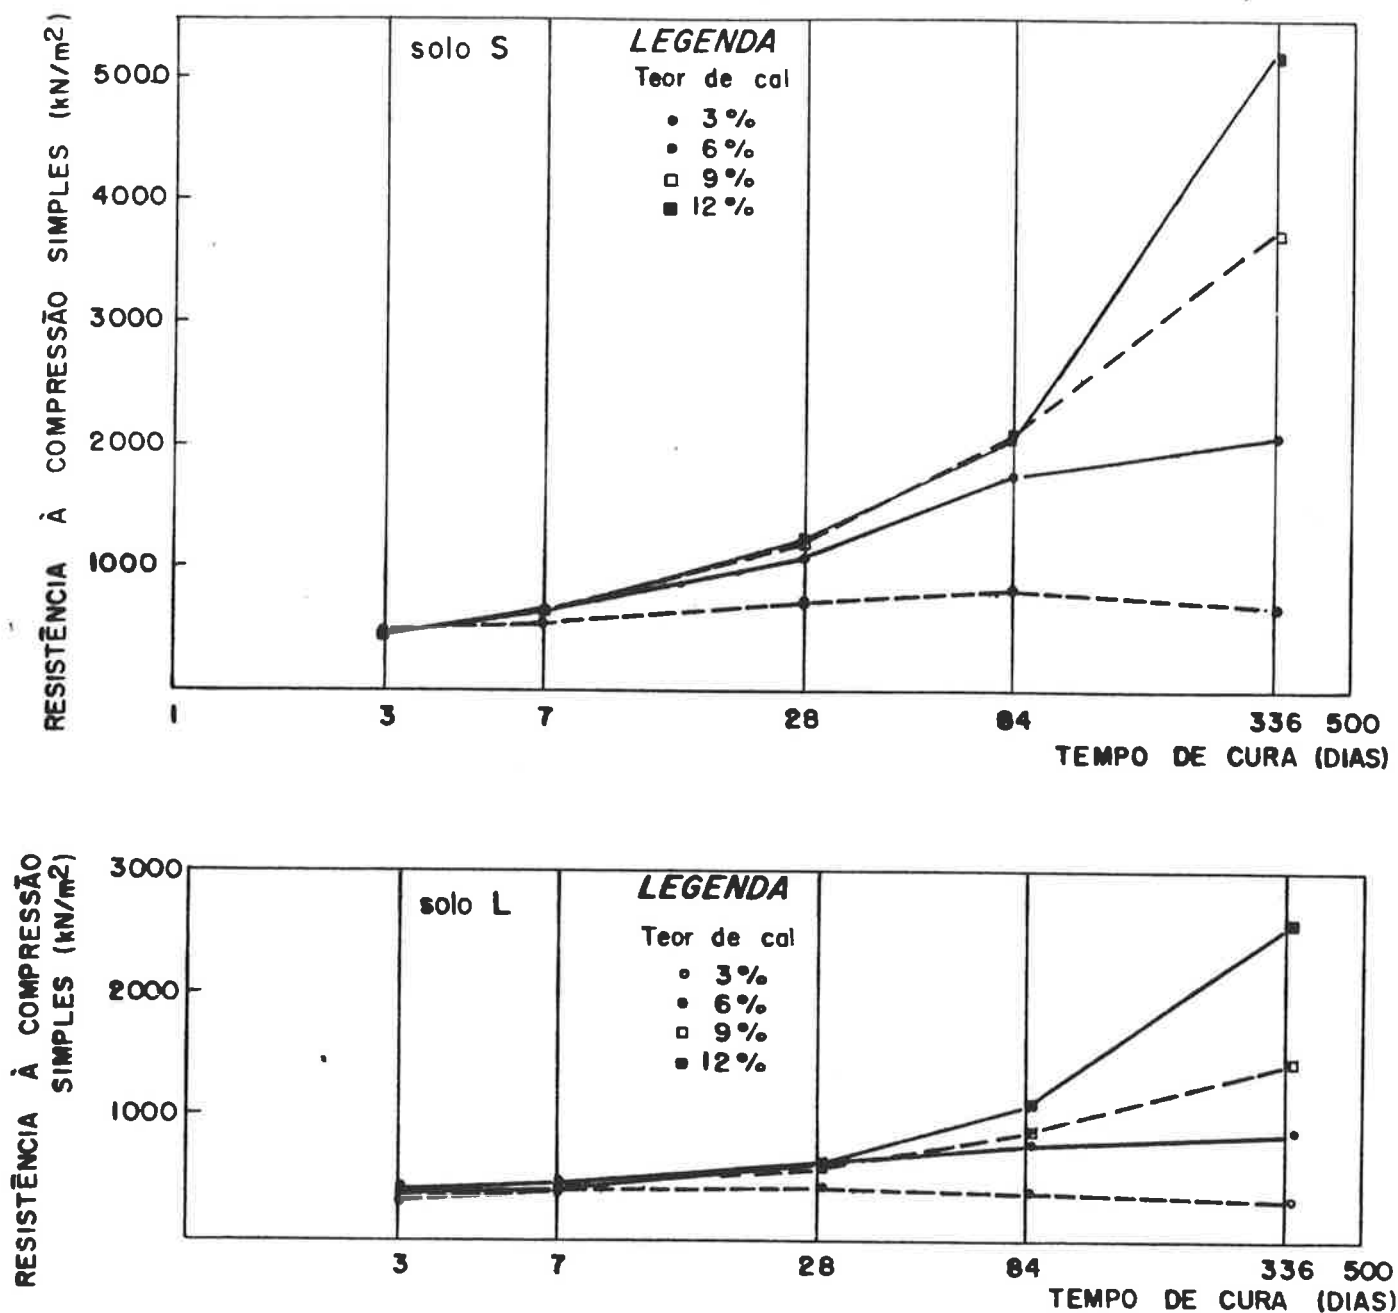 RESISTÊNCIA À COMPRESSÃO SIMPLES (kN/m²)
solo S
LEGENDA
Teor de cal
3%
6%
9%
12%
5000
4000
3000
2000
1000
1 3 7 28 84 336 500
TEMPO DE CURA (DIAS)
RESISTÊNCIA À COMPRESSÃO
SIMPLES (kN/m²)
solo L
LEGENDA
Teor de cal
3%
6%
9%
12%
3000
2000
1000
3 7 28 84 336 500
TEMPO DE CURA (DIAS)